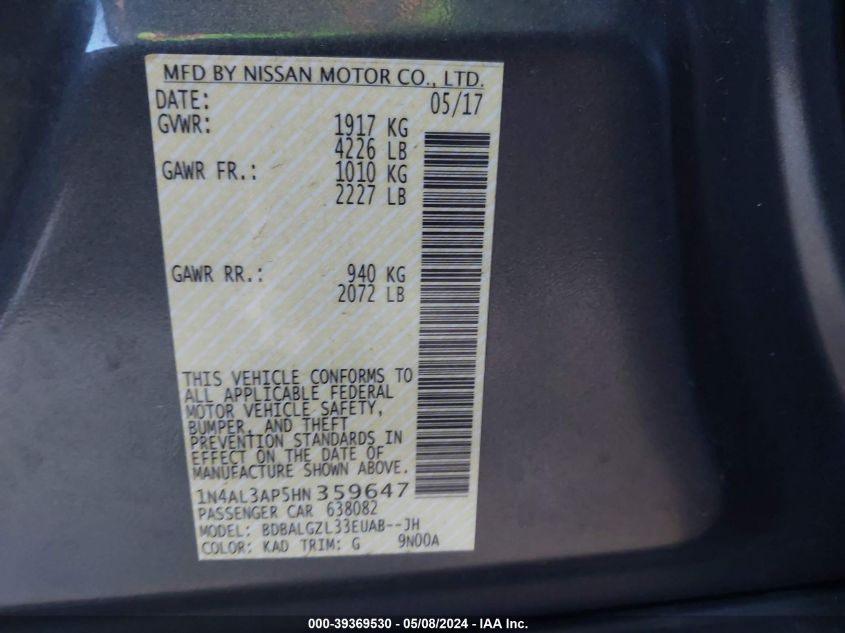 MFD BY NISSAN MOTOR CO., LTD.
DATE: 05/17
GVWR: 1917 KG
4226 LB
GAWR FR.: 1010 KG
2227 LB
GAWR RR.: 940 KG
2072 LB
THIS VEHICLE CONFORMS TO
ALL APPLICABLE FEDERAL
MOTOR VEHICLE SAFETY,
BUMPER, AND THEFT
PREVENTION STANDARDS IN
EFFECT ON THE DATE OF
MANUFACTURE SHOWN ABOVE.
1N4AL3AP5HN359647
PASSENGER CAR 638082
MODEL: BDBALGZL33EUAB--JH
COLOR: KAD TRIM: G 9N00A
000-39369530 - 05/08/2024 - IAA Inc.